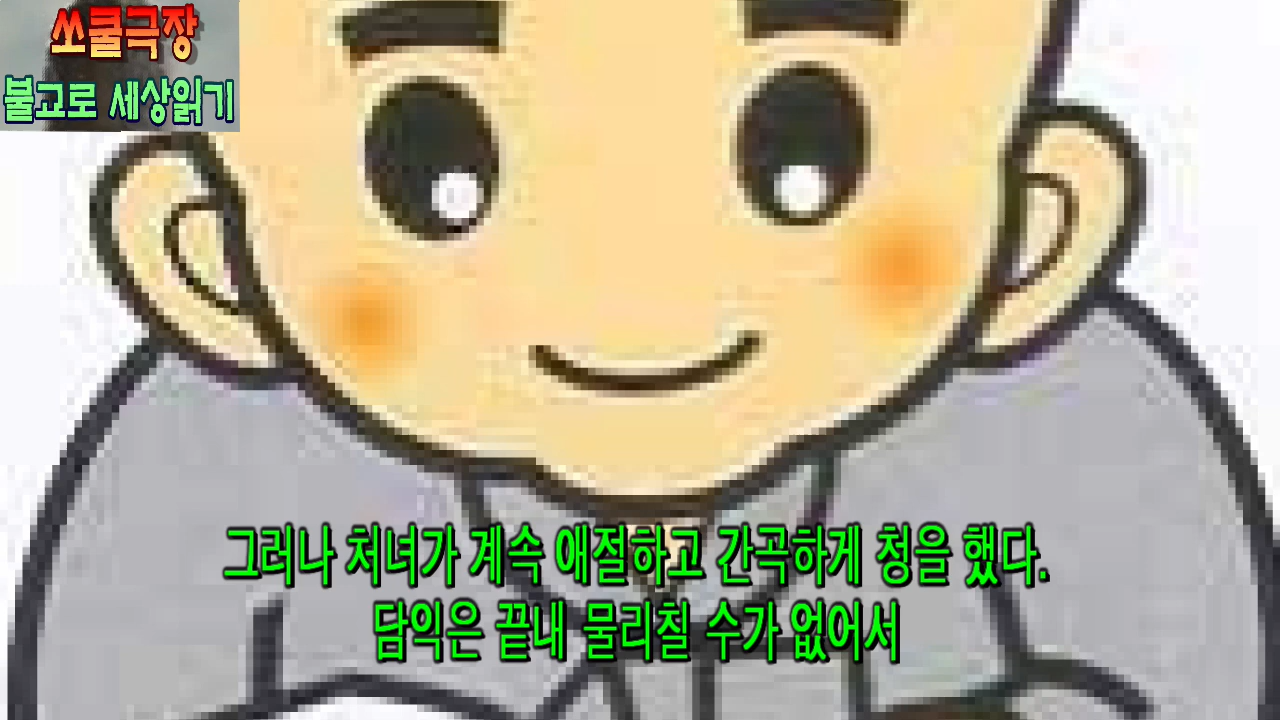 쏘쿨극장
불교로 세상읽기
그러나 처녀가 계속 애절하고 간곡하게 청을 했다.
담익은 끝내 물리칠 수가 없어서